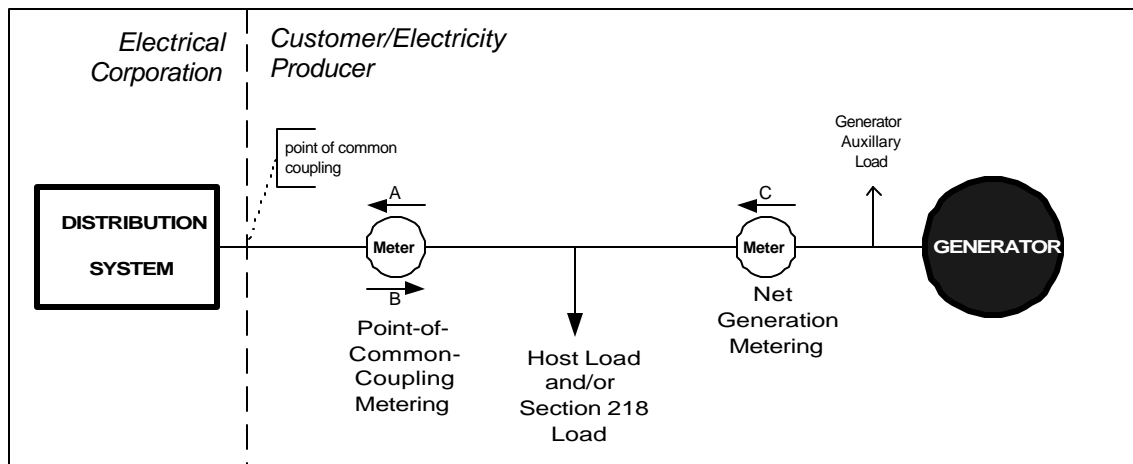 Electrical
Corporation
Customer/Electricity
Producer
point of common
coupling
Generator
Auxillary
Load
A
C
DISTRIBUTION
SYSTEM
Meter
Meter
GENERATOR
B
Point-of-
Common-
Coupling
Metering
Host Load
and/or
Section 218
Load
Net
Generation
Metering